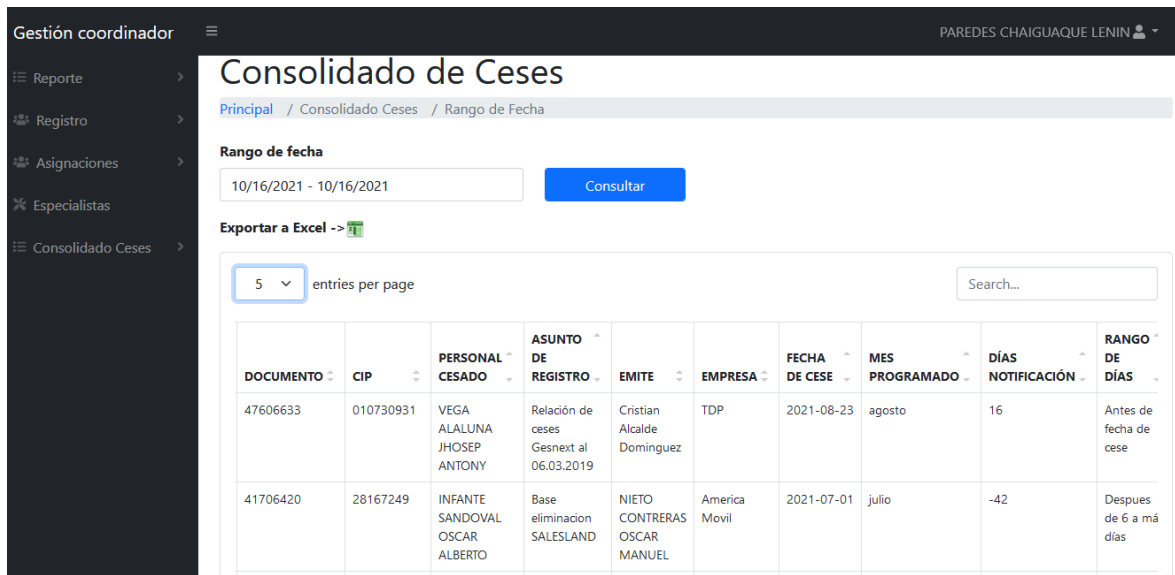 Gestión coordinador
PAREDES CHAIGUAQUE LENIN
Reporte
Registro
Asignaciones
Especialistas
Consolidado Ceses
Consolidado de Ceses
Principal / Consolidado Ceses / Rango de Fecha
Rango de fecha
10/16/2021 - 10/16/2021
Consultar
Exportar a Excel ->
5 entries per page
Search...
DOCUMENTO CIP PERSONAL CESADO ASUNTO DE REGISTRO EMITE EMPRESA FECHA DE CESE MES PROGRAMADO DÍAS NOTIFICACIÓN RANGO DE DÍAS
47606633 010730931 VEGA ALALUNA JHOSEP ANTONY Relación de ceses Gesnext al 06.03.2019 Cristian Alcalde Dominguez TDP 2021-08-23 agosto 16 Antes de fecha de cese
41706420 28167249 INFANTE SANDOVAL OSCAR ALBERTO Base eliminacion SALESLAND NIETO CONTRERAS OSCAR MANUEL America Movil 2021-07-01 julio -42 Despues de 6 a má días